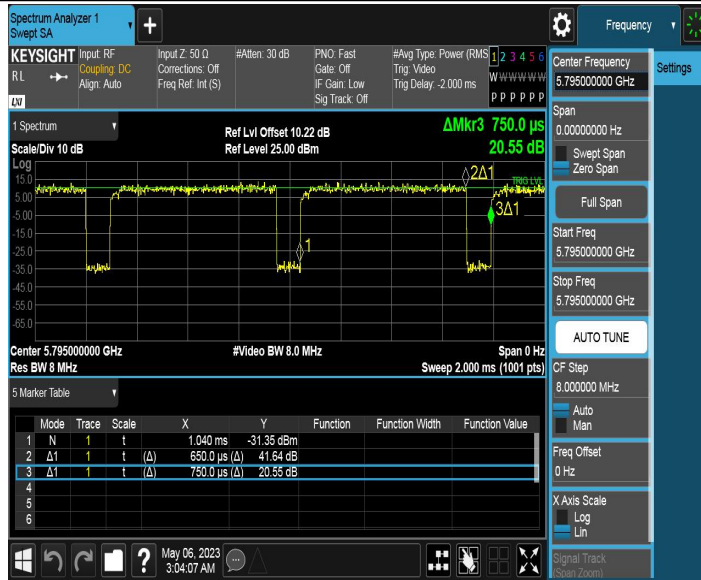 Spectrum Analyzer 1
Swept SA
+
Frequency
KEYSIGHT
RL
LXI
Input: RF
Coupling: DC
Align: Auto
Input Z: 50 Ω
Corrections: Off
Freq Ref: Int (S)
#Atten: 30 dB
PNO: Fast
Gate: Off
IF Gain: Low
Sig Track: Off
#Avg Type: Power (RMS
Trig: Video
Trig Delay: -2.000 ms
1 2 3 4 5 6
W W W W W W
P P P P P P
1 Spectrum
Scale/Div 10 dB
Log
Ref Lvl Offset 10.22 dB
Ref Level 25.00 dBm
ΔMkr3 750.0 µs
20.55 dB
15.0
5.00
-5.00
-15.0
-25.0
-35.0
-45.0
-55.0
-65.0
2Δ1
TRIG LVL
3Δ1
1
Center 5.795000000 GHz
Res BW 8 MHz
#Video BW 8.0 MHz
Span 0 Hz
Sweep 2.000 ms (1001 pts)
5 Marker Table
Mode Trace Scale X Y Function Function Width Function Value
1 N 1 t 1.040 ms -31.35 dBm
2 Δ1 1 t (Δ) 650.0 µs (Δ) 41.64 dB
3 Δ1 1 t (Δ) 750.0 µs (Δ) 20.55 dB
4
5
6
?
May 06, 2023
3:04:07 AM
Center Frequency
5.795000000 GHz
Span
0.00000000 Hz
Swept Span
Zero Span
Full Span
Start Freq
5.795000000 GHz
Stop Freq
5.795000000 GHz
AUTO TUNE
CF Step
8.000000 MHz
Auto
Man
Freq Offset
0 Hz
X Axis Scale
Log
Lin
Signal Track
(Span Zoom)
Settings